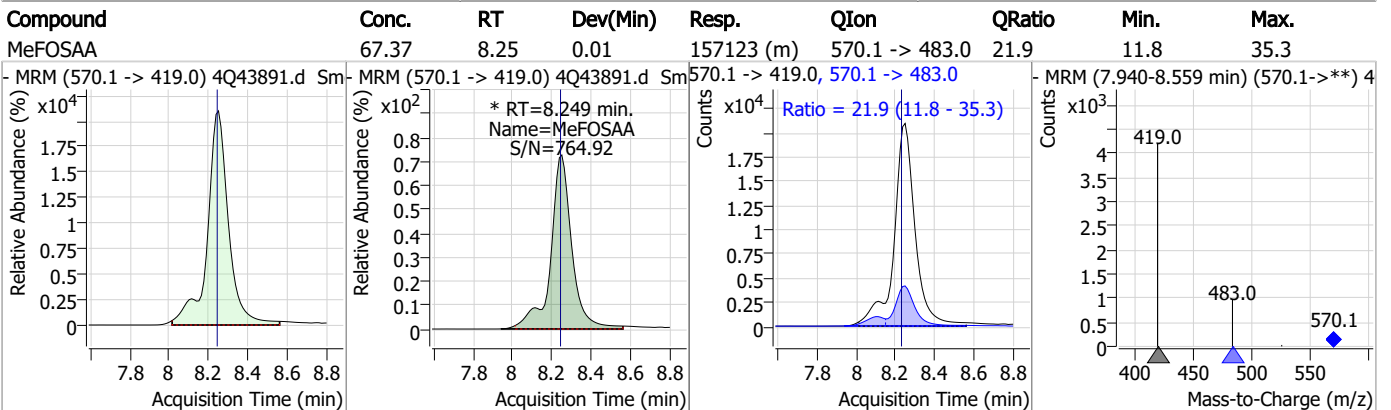 Compound Conc. RT Dev(Min) Resp. QIon QRatio Min. Max.
MeFOSAA 67.37 8.25 0.01 157123 (m) 570.1 -> 483.0 21.9 11.8 35.3
- MRM (570.1 -> 419.0) 4Q43891.d Sm
Relative Abundance (%)
x10⁴
1.75
1.5
1.25
1
0.75
0.5
0.25
0
7.8 8 8.2 8.4 8.6 8.8
Acquisition Time (min)
- MRM (570.1 -> 419.0) 4Q43891.d Sm
Relative Abundance (%)
x10²
* RT=8.249 min.
Name=MeFOSAA
S/N=764.92
0.8
0.7
0.6
0.5
0.4
0.3
0.2
0.1
0
7.8 8 8.2 8.4 8.6 8.8
Acquisition Time (min)
570.1 -> 419.0, 570.1 -> 483.0
Counts
x10⁴
Ratio = 21.9 (11.8 - 35.3)
1.75
1.5
1.25
1
0.75
0.5
0.25
0
7.8 8 8.2 8.4 8.6 8.8
Acquisition Time (min)
- MRM (7.940-8.559 min) (570.1->**) 4
Counts
x10³
419.0
4
3.5
3
2.5
2
1.5
1
0.5
0
483.0
570.1
400 450 500 550
Mass-to-Charge (m/z)